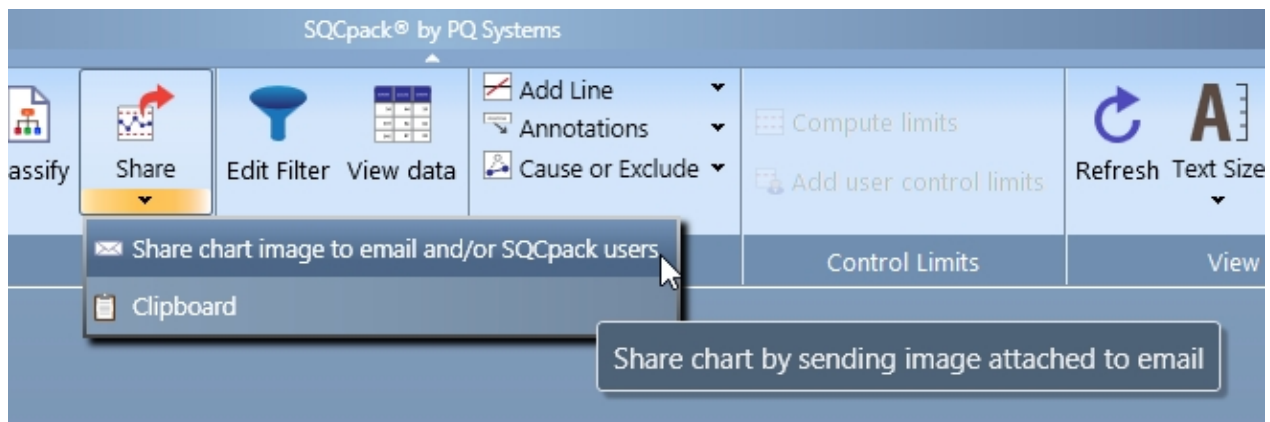 SQCpack® by PQ Systems
assify
Share
Edit Filter
View data
Add Line
Annotations
Cause or Exclude
Compute limits
Add user control limits
Refresh
Text Size
Control Limits
View
Share chart image to email and/or SQCpack users
Clipboard
Share chart by sending image attached to email